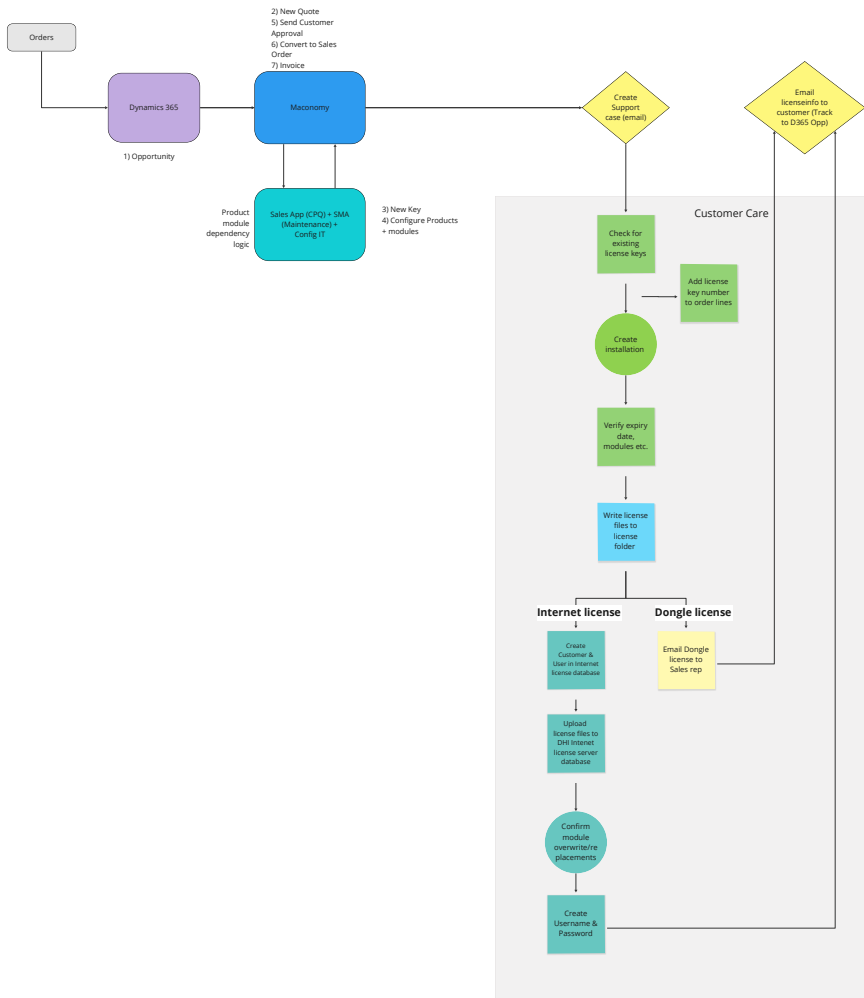 2) New Quote
5) Send Customer
Approval
6) Convert to Sales
Order
7) Invoice
Orders
Dynamics 365
1) Opportunity
Maconomy
Create
Support
case (email)
Email
licenseinfo to
customer (Track
to D365 Opp)
Product
module
dependency
logic
Sales App (CPQ) + SMA
(Maintenance) +
Config IT
3) New Key
4) Configure Products
+ modules
Customer Care
Check for
existing
license keys
Add license
key number
to order lines
Create
installation
Verify expiry
date,
modules etc.
Write license
files to
license
folder
Internet license
Dongle license
Create
Customer &
User in Internet
license database
Email Dongle
license to
Sales rep
Upload
license files to
DHI Intenet
license server
database
Confirm
module
overwrite/re
placements
Create
Username &
Password